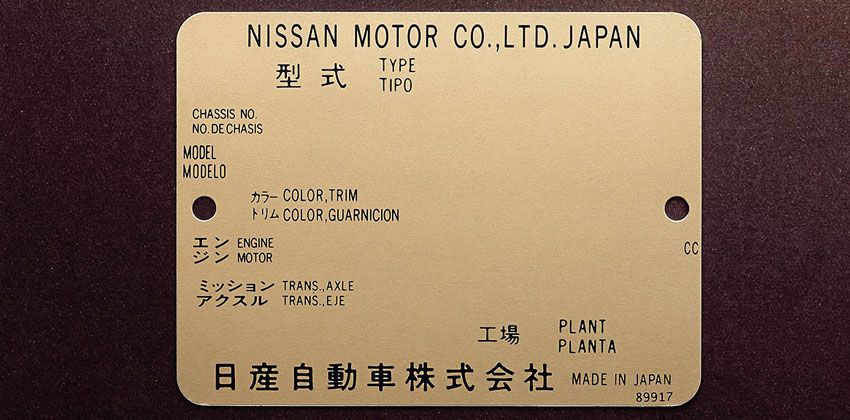 NISSAN MOTOR CO.,LTD. JAPAN
型式 TYPE
TIPO
CHASSIS NO.
NO. DE CHASIS
MODEL
MODELO
カラー COLOR,TRIM
トリム COLOR,GUARNICION
エン ENGINE
ジン MOTOR
CC
ミッション TRANS.,AXLE
アクスル TRANS.,EJE
工場 PLANT
PLANTA
日産自動車株式会社 MADE IN JAPAN
89917